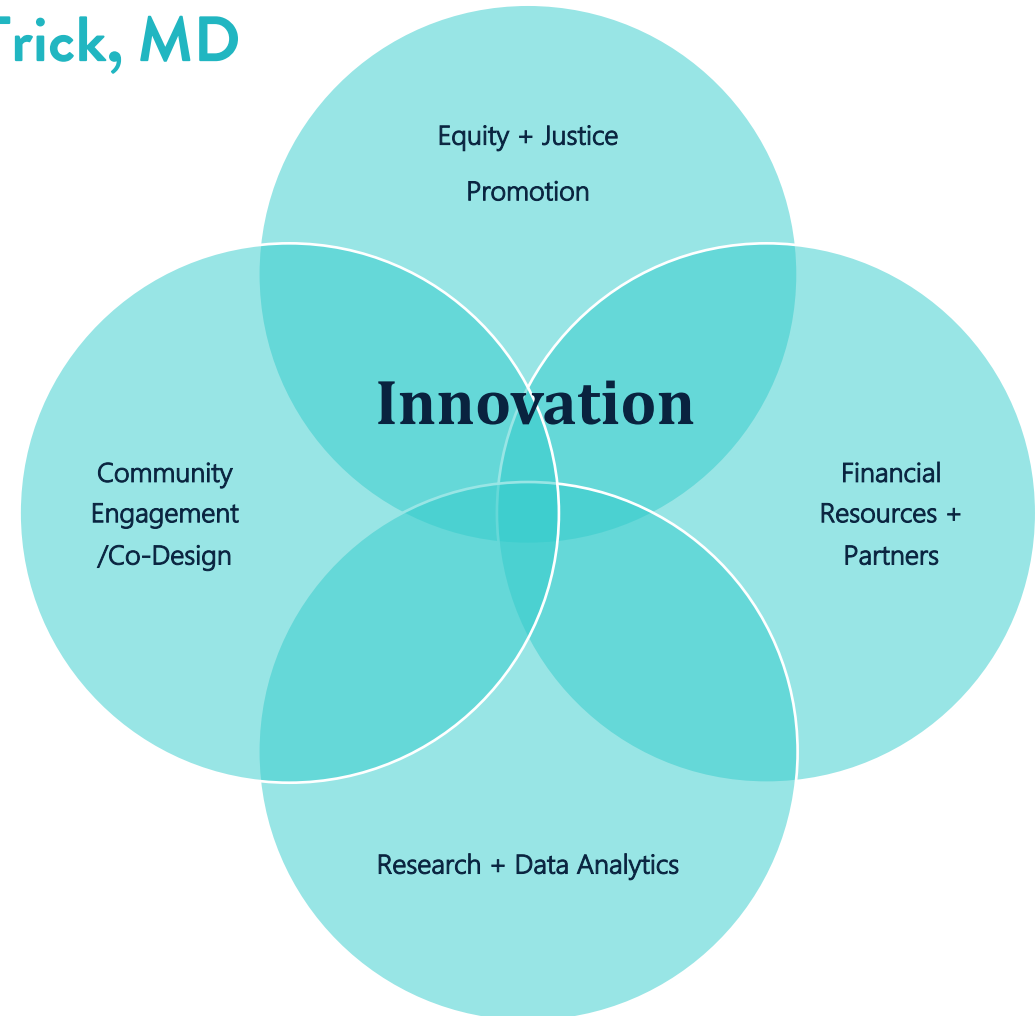 Trick, MD
Equity + Justice
Promotion
Innovation
Community
Engagement
/Co-Design
Financial
Resources +
Partners
Research + Data Analytics